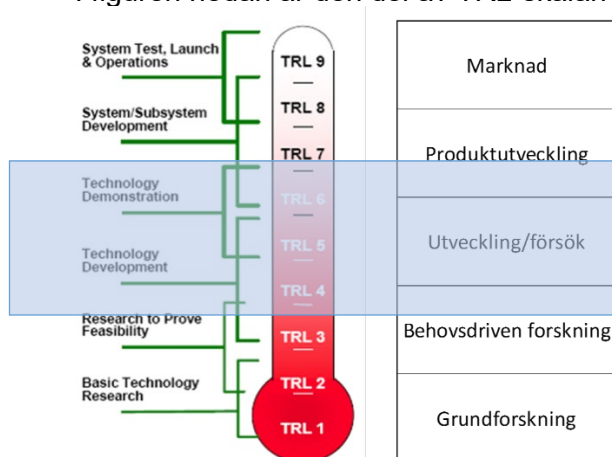 Figuren nedan är den del av TRL-skalan
System Test, Launch
& Operations
System/Subsystem
Development
Technology
Demonstration
Technology
Development
Research to Prove
Feasibility
Basic Technology
Research
TRL 9
TRL 8
TRL 7
TRL 6
TRL 5
TRL 4
TRL 3
TRL 2
TRL 1
Marknad
Produktutveckling
Utveckling/försök
Behovsdriven forskning
Grundforskning